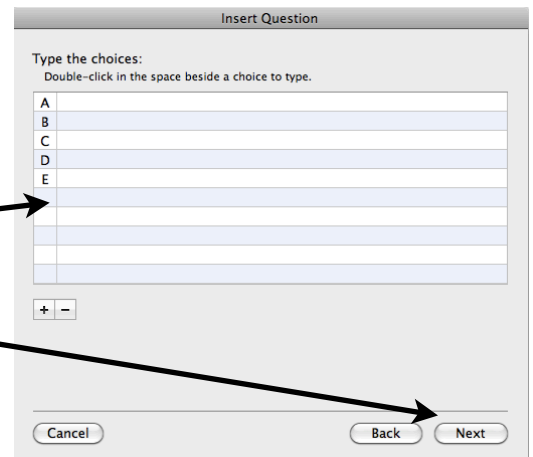 Insert Question
Type the choices:
Double-click in the space beside a choice to type.
A
B
C
D
E
+ −
Cancel Back Next